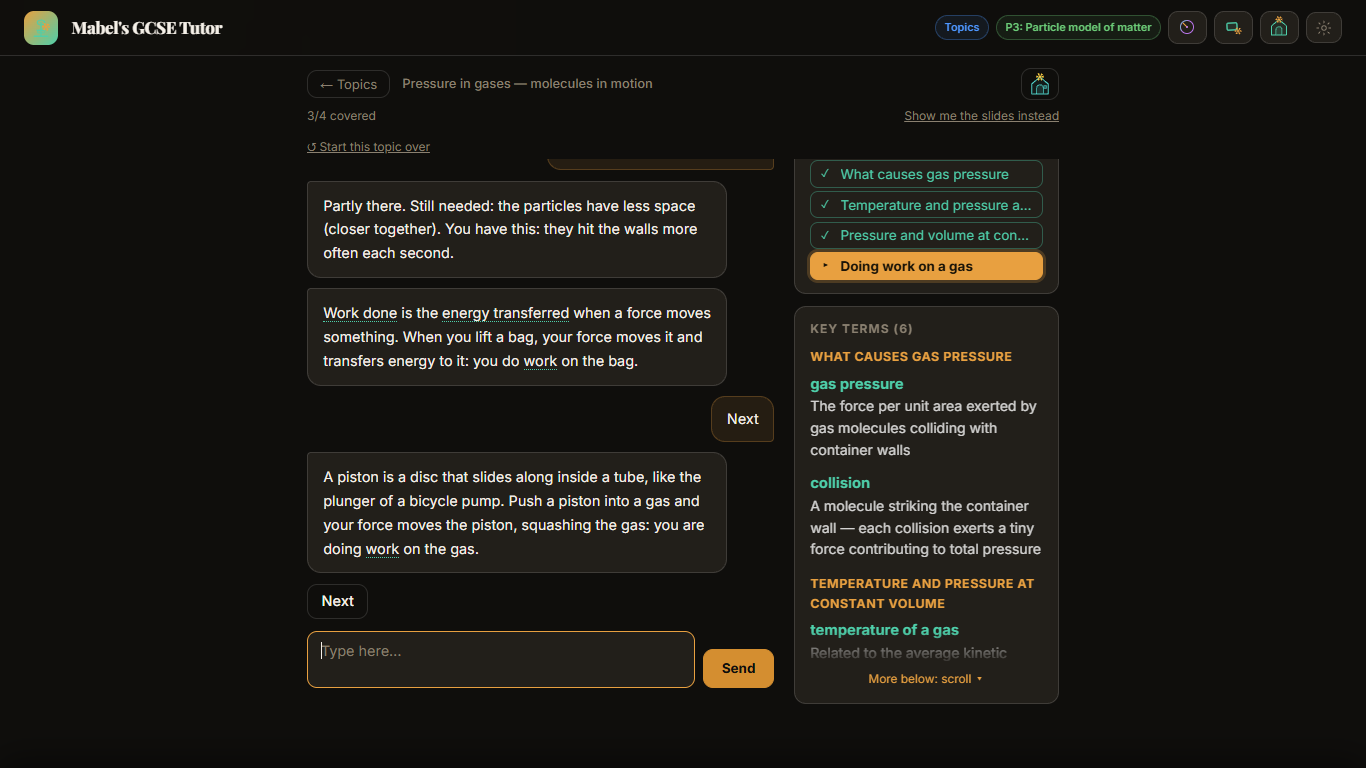 Mabel's GCSE Tutor
Topics
P3: Particle model of matter
← Topics
Pressure in gases — molecules in motion
3/4 covered
Show me the slides instead
↺ Start this topic over
Partly there. Still needed: the particles have less space
(closer together). You have this: they hit the walls more
often each second.
Work done is the energy transferred when a force moves
something. When you lift a bag, your force moves it and
transfers energy to it: you do work on the bag.
Next
A piston is a disc that slides along inside a tube, like the
plunger of a bicycle pump. Push a piston into a gas and
your force moves the piston, squashing the gas: you are
doing work on the gas.
Next
Type here...
Send
✓ What causes gas pressure
✓ Temperature and pressure a...
✓ Pressure and volume at con...
‣ Doing work on a gas
KEY TERMS (6)
WHAT CAUSES GAS PRESSURE
gas pressure
The force per unit area exerted by
gas molecules colliding with
container walls
collision
A molecule striking the container
wall — each collision exerts a tiny
force contributing to total pressure
TEMPERATURE AND PRESSURE AT
CONSTANT VOLUME
temperature of a gas
Related to the average kinetic
More below: scroll ▾